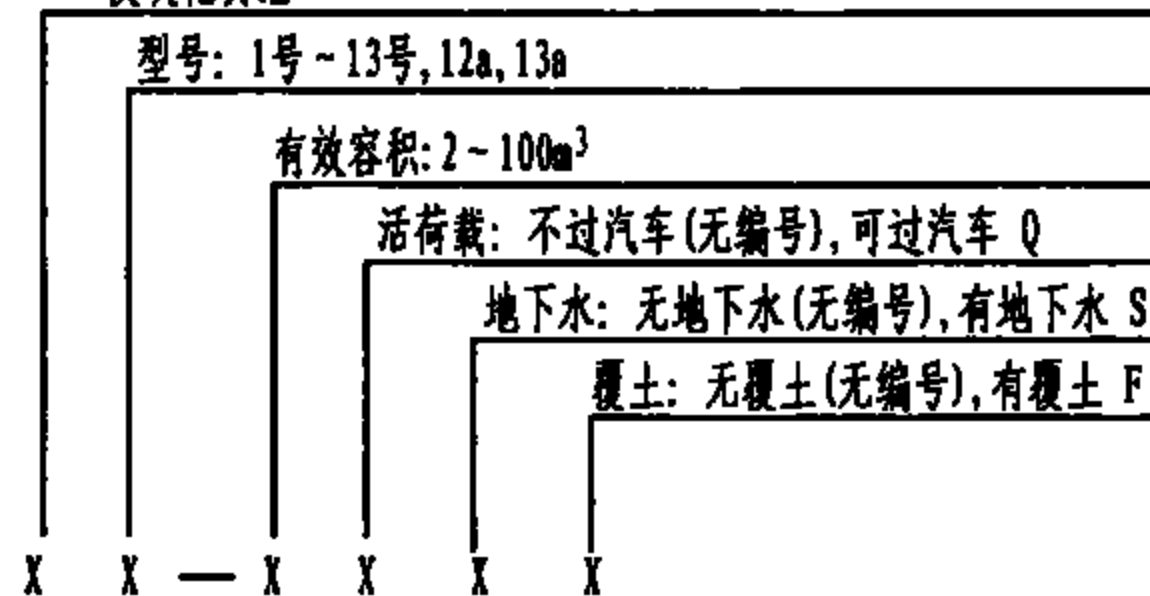 型号: 1号~13号,12a,13a
有效容积:2~100m³
活荷载: 不过汽车(无编号),可过汽车 Q
地下水: 无地下水(无编号),有地下水 S
覆土: 无覆土(无编号),有覆土 F
X X — X X X X